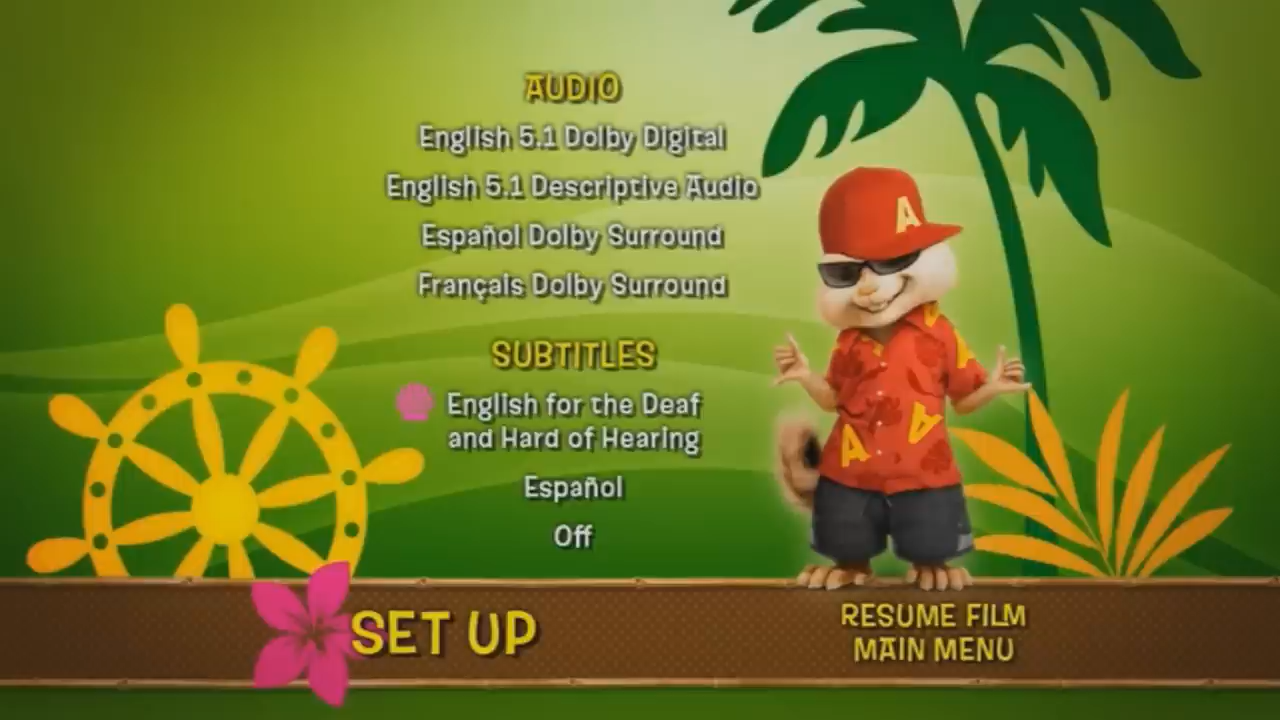 AUDIO
English 5.1 Dolby Digital
English 5.1 Descriptive Audio
Español Dolby Surround
Français Dolby Surround
SUBTITLES
English for the Deaf
and Hard of Hearing
Español
Off
A
A
A
SET UP
RESUME FILM
MAIN MENU